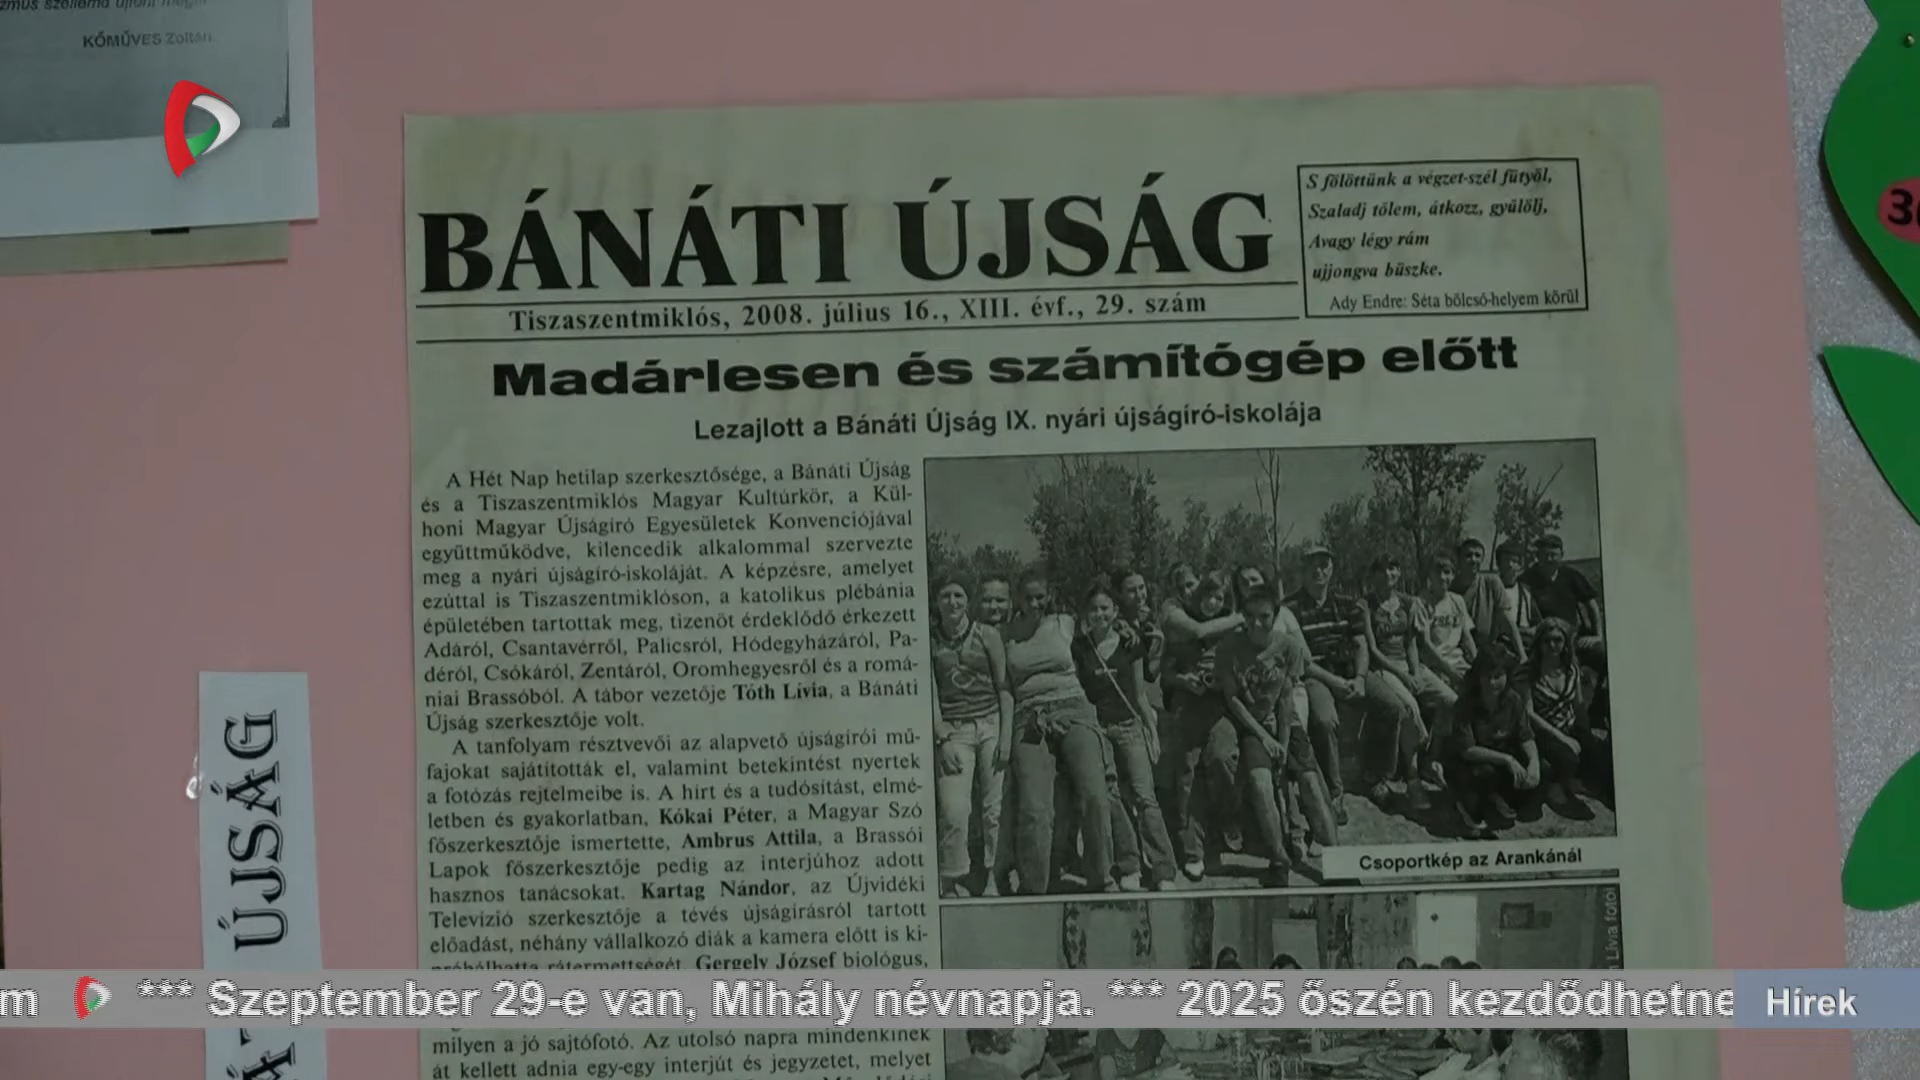 KŐMŰVES Zoltán
BÁNÁTI ÚJSÁG
Tiszaszentmiklós, 2008. július 16., XIII. évf., 29. szám
S fölöttünk a végzet-szél fütyöl,
Szaladj tőlem, átkozz, gyűlölj,
Avagy légy rám
ujjongva büszke.
Ady Endre: Séta bölcső-helyem körül
Madárlesen és számítógép előtt
Lezajlott a Bánáti Újság IX. nyári újságíró-iskolája
A Hét Nap hetilap szerkesztősége, a Bánáti Újság
és a Tiszaszentmiklós Magyar Kultúrkör, a Kül-
honi Magyar Újságíró Egyesületek Konvenciójával
együttműködve, kilencedik alkalommal szervezte
meg a nyári újságíró-iskoláját. A képzésre, amelyet
ezúttal is Tiszaszentmiklóson, a katolikus plébánia
épületében tartottak meg, tizenöt érdeklődő érkezett
Adáról, Csantavérről, Palicsról, Hódegyházáról, Pa-
déról, Csókáról, Zentáról, Oromhegyesről és a romá-
niai Brassóból. A tábor vezetője Tóth Lívia, a Bánáti
Újság szerkesztője volt.
A tanfolyam résztvevői az alapvető újságírói mű-
fajokat sajátították el, valamint betekintést nyertek
a fotózás rejtelmeibe is. A hírt és a tudósítást, elmé-
letben és gyakorlatban, Kókai Péter, a Magyar Szó
főszerkesztője ismertette, Ambrus Attila, a Brassói
Lapok főszerkesztője pedig az interjúhoz adott
hasznos tanácsokat. Kartag Nándor, az Újvidéki
Televízió szerkesztője a tévés újságírásról tartott
előadást, néhány vállalkozó diák a kamera előtt is ki-
próbálhatta rátermettségét. Gergely József biológus,
milyen a jó sajtófotó. Az utolsó napra mindenkinek
át kellett adnia egy-egy interjút és jegyzetet, melyet
Csoportkép az Arankánál
Lívia fotói
ÚJSÁG
*** Szeptember 29-e van, Mihály névnapja. *** 2025 őszén kezdődhetne
Hírek